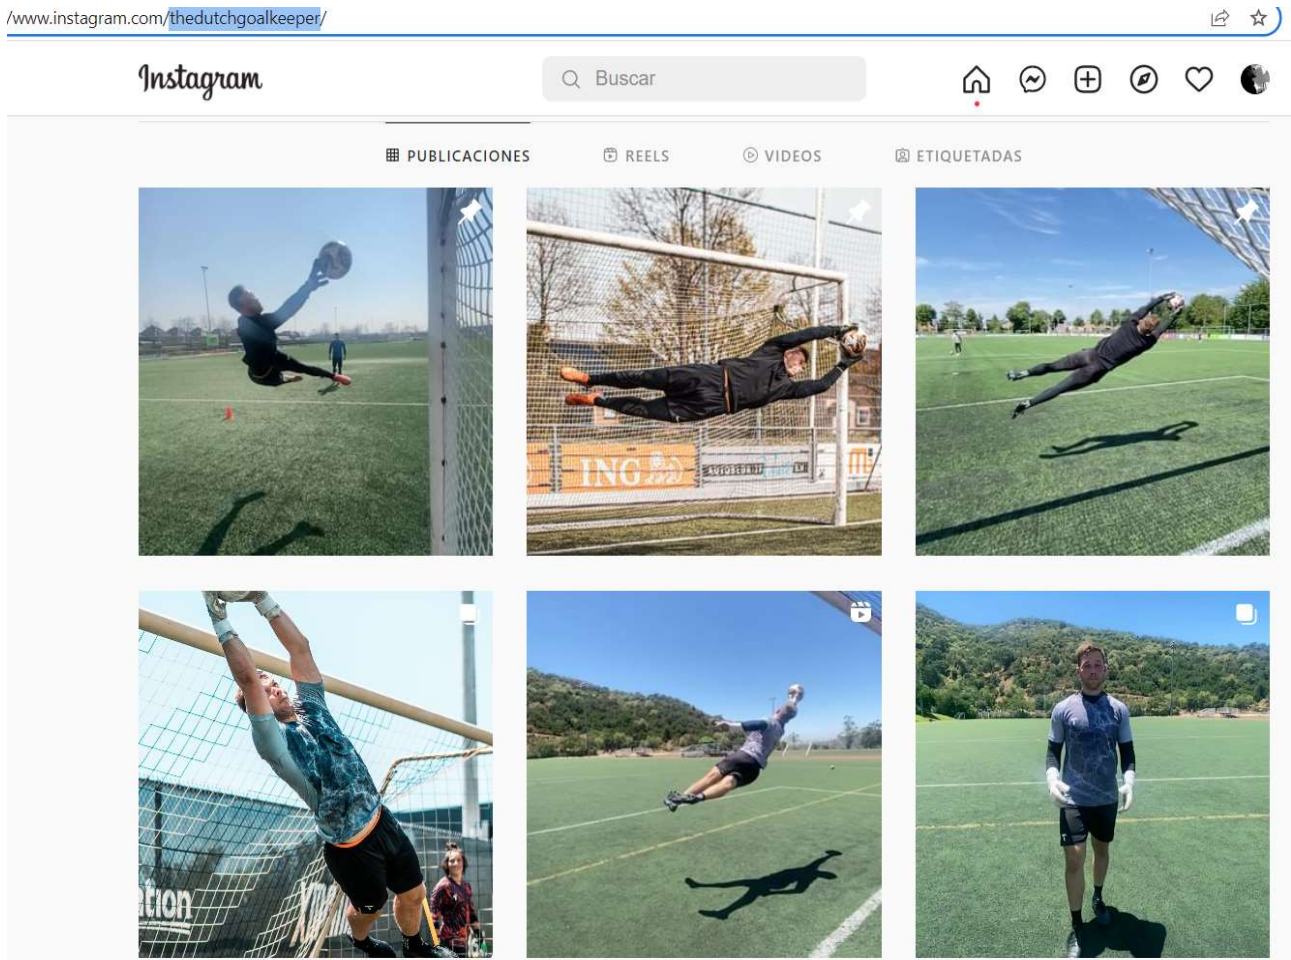 /www.instagram.com/thedutchgoalkeeper/
Instagram
Buscar
PUBLICACIONES
REELS
VIDEOS
ETIQUETADAS
ING